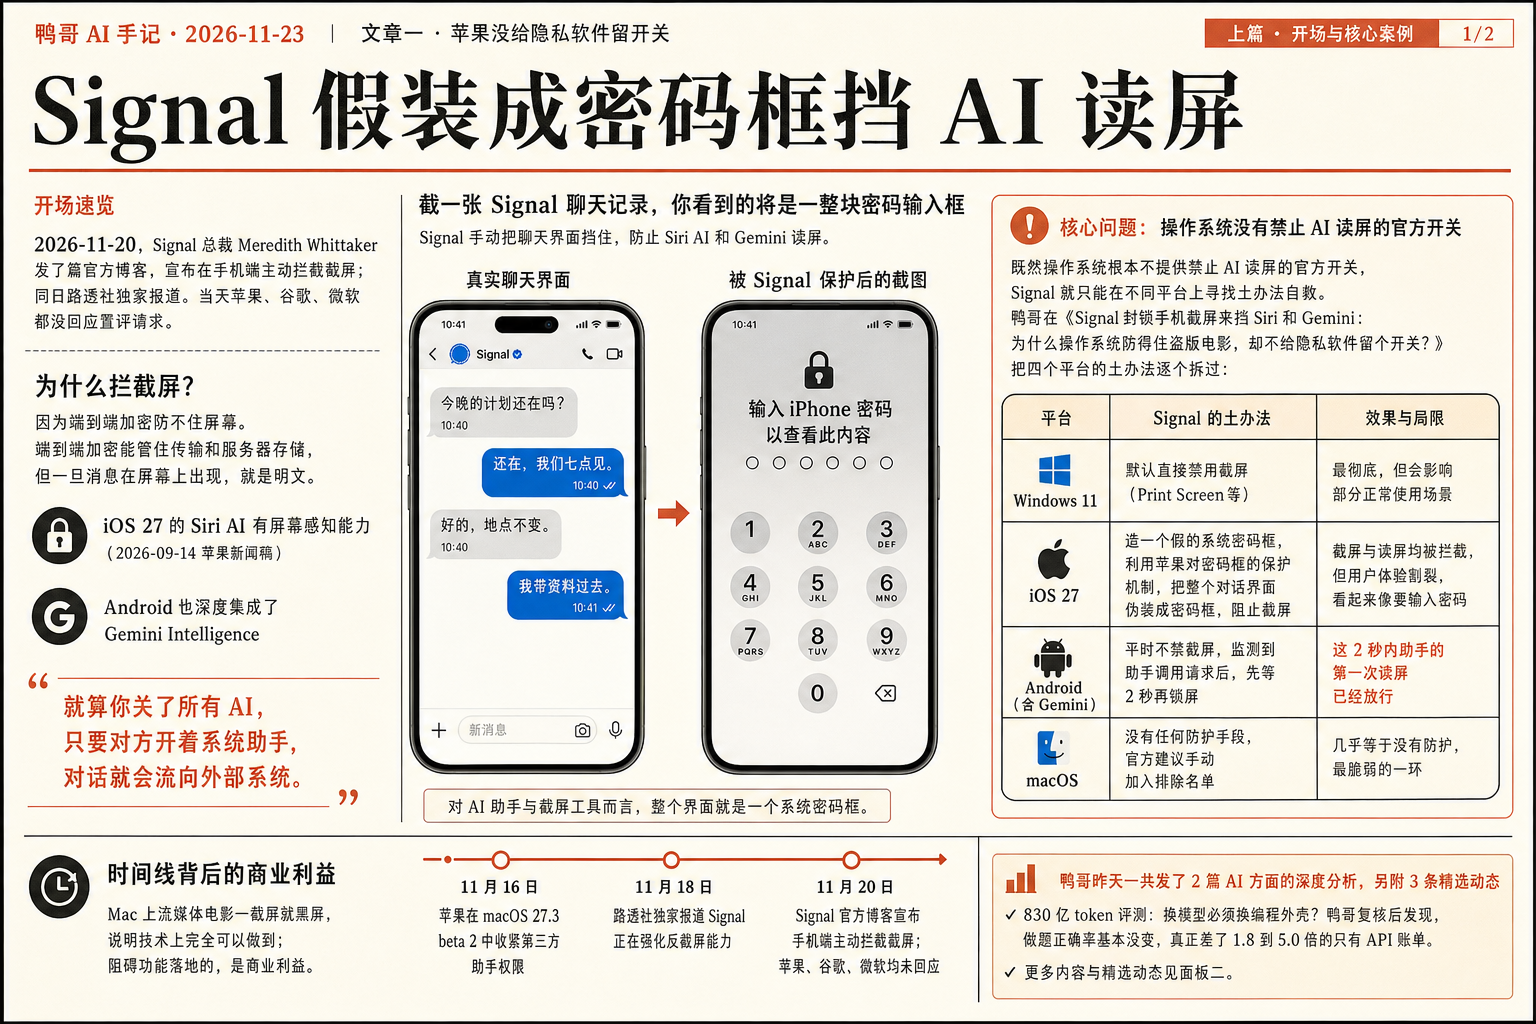 鸭哥 AI 手记 · 2026-11-23 | 文章一 · 苹果没给隐私软件留开关
上篇 · 开场与核心案例 1/2
Signal 假装成密码框挡 AI 读屏
开场速览
2026-11-20，Signal 总裁 Meredith Whittaker
发了篇官方博客，宣布在手机端主动拦截截屏；
同日路透社独家报道。当天苹果、谷歌、微软
都没回应置评请求。
为什么拦截屏？
因为端到端加密防不住屏幕。
端到端加密能管住传输和服务器存储，
但一旦消息在屏幕上出现，就是明文。
iOS 27 的 Siri AI 有屏幕感知能力
（2026-09-14 苹果新闻稿）
Android 也深度集成了
Gemini Intelligence
“就算你关了所有 AI，
只要对方开着系统助手，
对话就会流向外部系统。”
截一张 Signal 聊天记录，你看到的将是一整块密码输入框
Signal 手动把聊天界面挡住，防止 Siri AI 和 Gemini 读屏。
真实聊天界面
10:41
Signal
今晚的计划还在吗？
10:40
还在，我们七点见。
10:40
好的，地点不变。
10:40
我带资料过去。
10:41
新消息
被 Signal 保护后的截图
10:41
输入 iPhone 密码
以查看此内容
1
2
ABC
3
DEF
4
GHI
5
JKL
6
MNO
7
PQRS
8
TUV
9
WXYZ
0
对 AI 助手与截屏工具而言，整个界面就是一个系统密码框。
! 核心问题：操作系统没有禁止 AI 读屏的官方开关
既然操作系统根本不提供禁止 AI 读屏的官方开关，
Signal 就只能在不同平台上寻找土办法自救。
鸭哥在《Signal 封锁手机截屏来挡 Siri 和 Gemini：
为什么操作系统防得住盗版电影，却不给隐私软件留个开关？》
把四个平台的土办法逐个拆过：
平台 Signal 的土办法 效果与局限
Windows 11
默认直接禁用截屏
（Print Screen 等）
最彻底，但会影响
部分正常使用场景
iOS 27
造一个假的系统密码框，
利用苹果对密码框的保护
机制，把整个对话界面
伪装成密码框，阻止截屏
截屏与读屏均被拦截，
但用户体验割裂，
看起来像要输入密码
Android
（含 Gemini）
平时不禁截屏，监测到
助手调用请求后，先等
2 秒再锁屏
这 2 秒内助手的
第一次读屏
已经放行
macOS
没有任何防护手段，
官方建议手动
加入排除名单
几乎等于没有防护，
最脆弱的一环
时间线背后的商业利益
Mac 上流媒体电影一截屏就黑屏，
说明技术上完全可以做到；
阻碍功能落地的，是商业利益。
11 月 16 日
苹果在 macOS 27.3
beta 2 中收紧第三方
助手权限
11 月 18 日
路透社独家报道 Signal
正在强化反截屏能力
11 月 20 日
Signal 官方博客宣布
手机端主动拦截截屏；
苹果、谷歌、微软均未回应
鸭哥昨天一共发了 2 篇 AI 方面的深度分析，另附 3 条精选动态
✓ 830 亿 token 评测：换模型必须换编程外壳？鸭哥复核后发现，
做题正确率基本没变，真正差了 1.8 到 5.0 倍的只有 API 账单。
✓ 更多内容与精选动态见面板二。